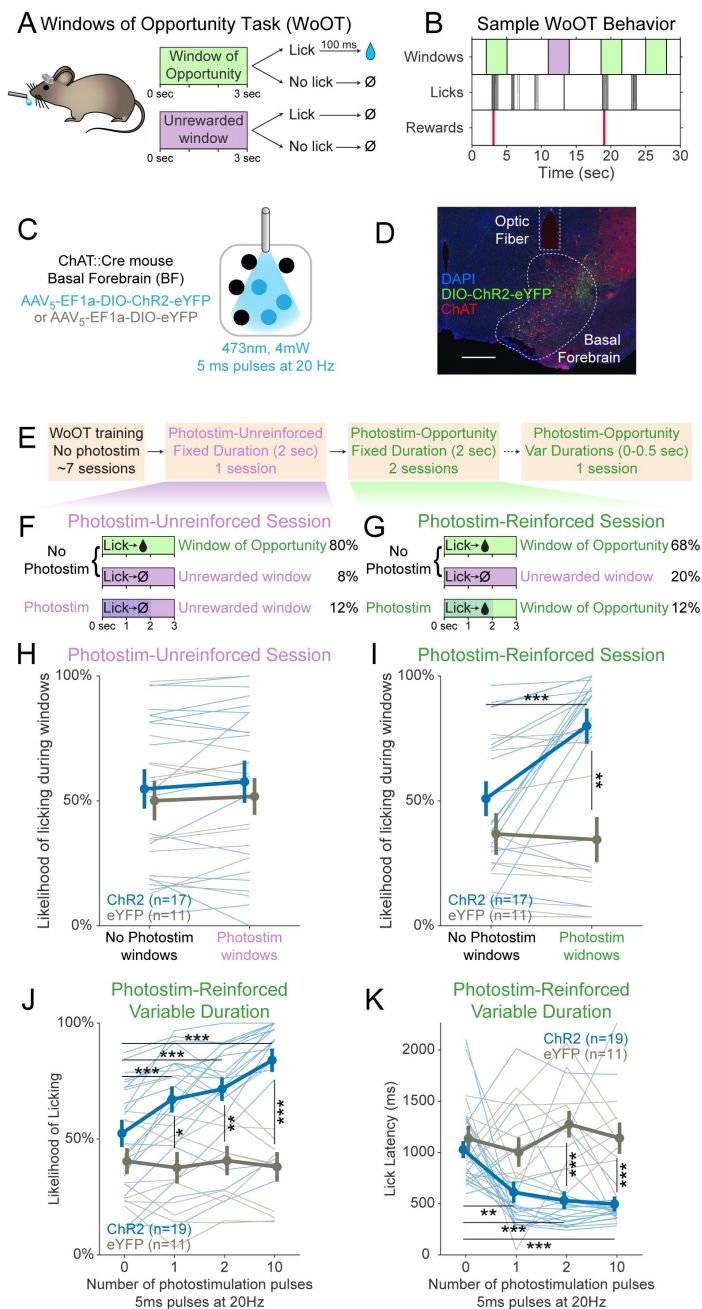 A Windows of Opportunity Task (WoOT)
Window of
Opportunity
0 sec
3 sec
Lick
100 ms
No lick
Ø
Unrewarded
window
0 sec
3 sec
Lick
Ø
No lick
Ø
B Sample WoOT Behavior
Windows
Licks
Rewards
0 5 10 15 20 25 30
Time (sec)
C
ChAT::Cre mouse
Basal Forebrain (BF)
AAV5-EF1a-DIO-ChR2-eYFP
or AAV5-EF1a-DIO-eYFP
473nm, 4mW
5 ms pulses at 20 Hz
D
Optic
Fiber
DAPI
DIO-ChR2-eYFP
ChAT
Basal
Forebrain
E
WoOT training
No photostim
~7 sessions
Photostim-Unreinforced
Fixed Duration (2 sec)
1 session
Photostim-Opportunity
Fixed Duration (2 sec)
2 sessions
Photostim-Opportunity
Var Durations (0-0.5 sec)
1 session
F Photostim-Unreinforced Session
No
Photostim
{
Lick→ Window of Opportunity 80%
Lick→Ø Unrewarded window 8%
Photostim Lick→Ø Unrewarded window 12%
0 sec 1 2 3
G Photostim-Reinforced Session
No
Photostim
{
Lick→ Window of Opportunity 68%
Lick→Ø Unrewarded window 20%
Photostim Lick→ Window of Opportunity 12%
0 sec 1 2 3
H Photostim-Unreinforced Session
Likelihood of licking during windows
100%
50%
0%
ChR2 (n=17)
eYFP (n=11)
No Photostim
windows
Photostim
windows
I Photostim-Reinforced Session
Likelihood of licking during windows
100%
50%
0%
***
**
ChR2 (n=17)
eYFP (n=11)
No Photostim
windows
Photostim
widnows
J Photostim-Reinforced
Variable Duration
Likelihood of Licking
100%
50%
0%
***
***
***
*
**
***
ChR2 (n=19)
eYFP (n=11)
0 1 2 10
Number of photostimulation pulses
5ms pulses at 20Hz
K Photostim-Reinforced
Variable Duration
Lick Latency (ms)
2000
1500
1000
500
0
ChR2 (n=19)
eYFP (n=11)
***
***
**
***
***
0 1 2 10
Number of photostimulation pulses
5ms pulses at 20Hz